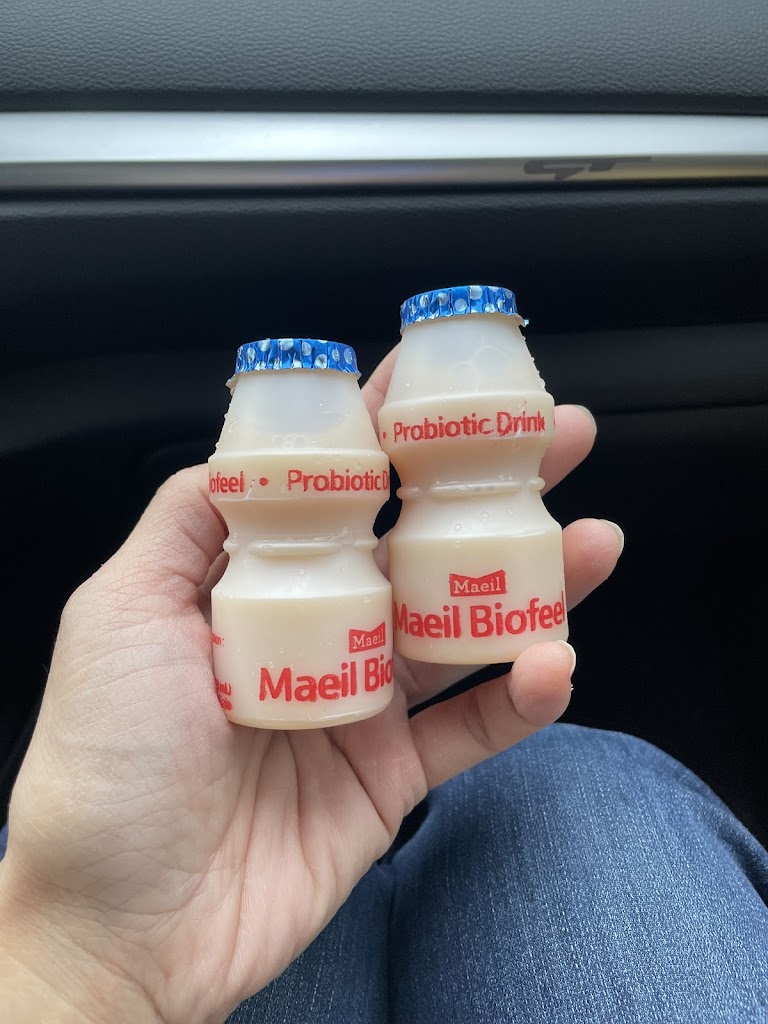 ofeel • Probiotic D
Maeil
Maeil Bio
• Probiotic Drink
Maeil
Maeil Biofeel